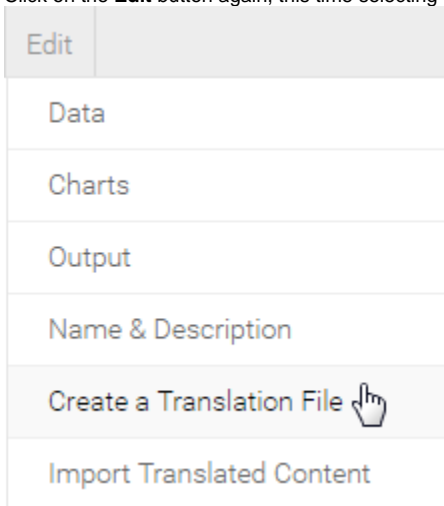 Click on the Edit button again, this time selecting
Edit
Data
Charts
Output
Name & Description
Create a Translation File
Import Translated Content